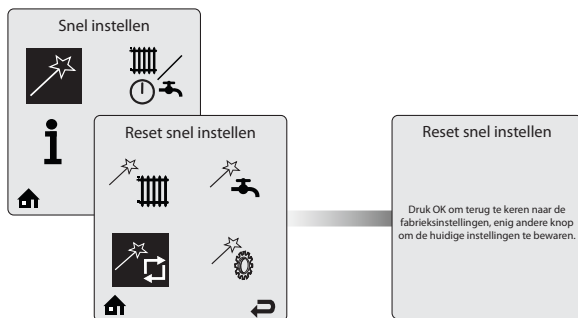 Snel instellen
Reset snel instellen
Reset snel instellen
Druk OK om terug te keren naar de
fabrieksinstellingen, enig andere knop
om de huidige instellingen te bewaren.